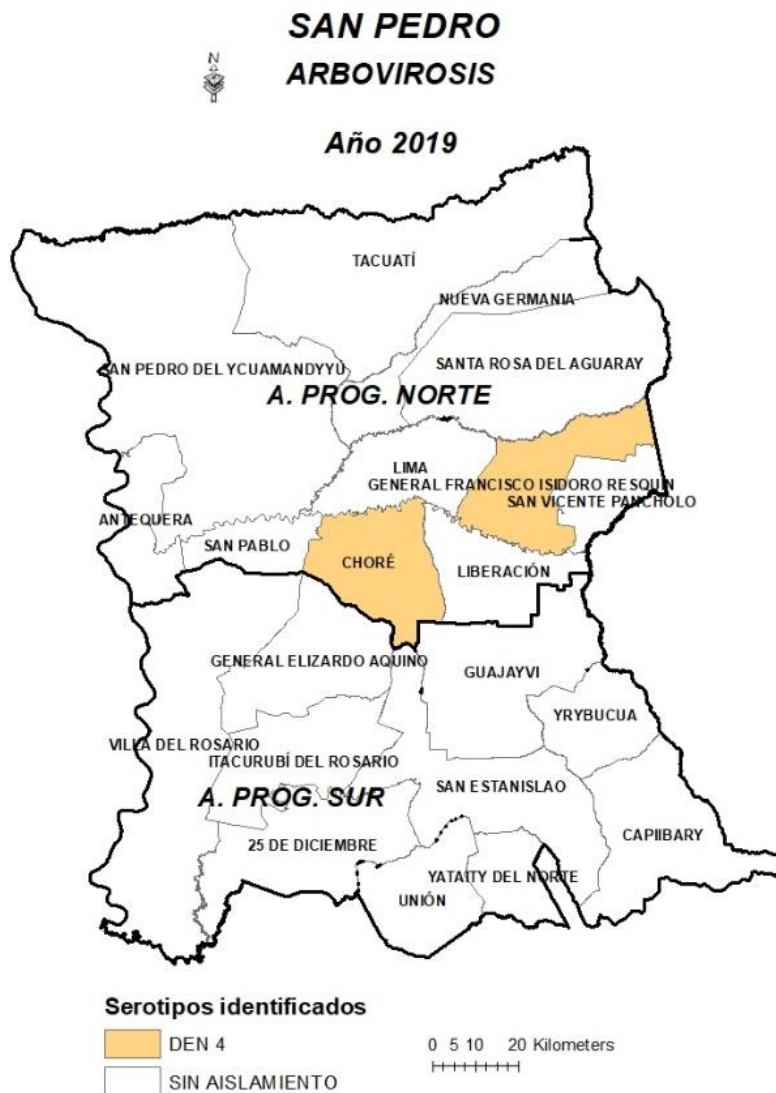 SAN PEDRO
ARBOVIROSIS
N
Año 2019
TACUATÍ
NUEVA GERMANIA
SAN PEDRO DEL YCUAMANDYYÚ
SANTA ROSA DEL AGUARAY
A. PROG. NORTE
LIMA
GENERAL FRANCISCO ISIDORO RESQUIN
SAN VICENTE PANCHOLO
ANTEQUERA
SAN PABLO
CHORÉ
LIBERACIÓN
GENERAL ELIZARDO AQUINO
GUAJAYVI
YRYBUCUA
VILLA DEL ROSARIO
ITACURUBÍ DEL ROSARIO
SAN ESTANISLAO
A. PROG. SUR
25 DE DICIEMBRE
CAPIIBARY
YATAITY DEL NORTE
UNIÓN
Serotipos identificados
DEN 4
SIN AISLAMIENTO
0 5 10 20 Kilometers